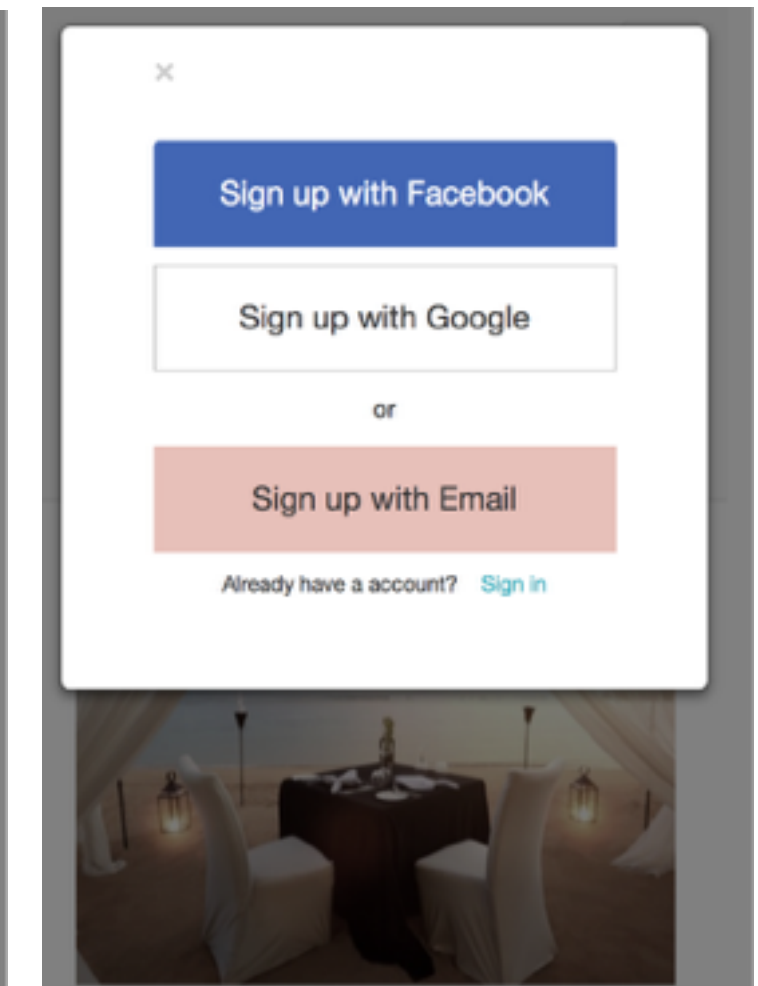 ×
Sign up with Facebook
Sign up with Google
or
Sign up with Email
Already have a account? Sign in